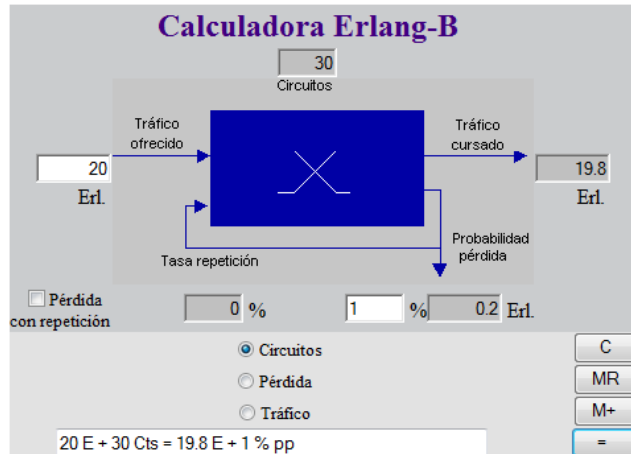 Calculadora Erlang-B
30
Circuitos
Tráfico
ofrecido
Tráfico
cursado
20
Erl.
19.8
Erl.
Tasa repetición
Probabilidad
pérdida
Pérdida
con repetición
0 %
1 %
0.2 Erl.
Circuitos
C
Pérdida
MR
Tráfico
M+
20 E + 30 Cts = 19.8 E + 1 % pp
=